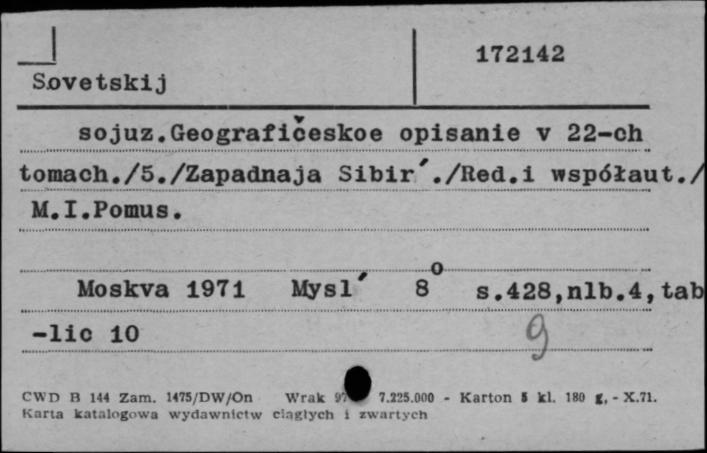 172142
Sovetskij
sojuz.Geografičeskoe opisanie v 22-ch
tomach./5./Zapadnaja Sibir´./Red.i współaut./
M.I.Pomus.
Moskva 1971 Mysl´ 8° s.428,nlb.4,tab
-lic 10
9
CWD B 144 Zam. 1475/DW/On Wrak 7.225.000 - Karton 5 kl. 180 g, - X.71.
Karta katalogowa wydawnictw ciągłych i zwartych